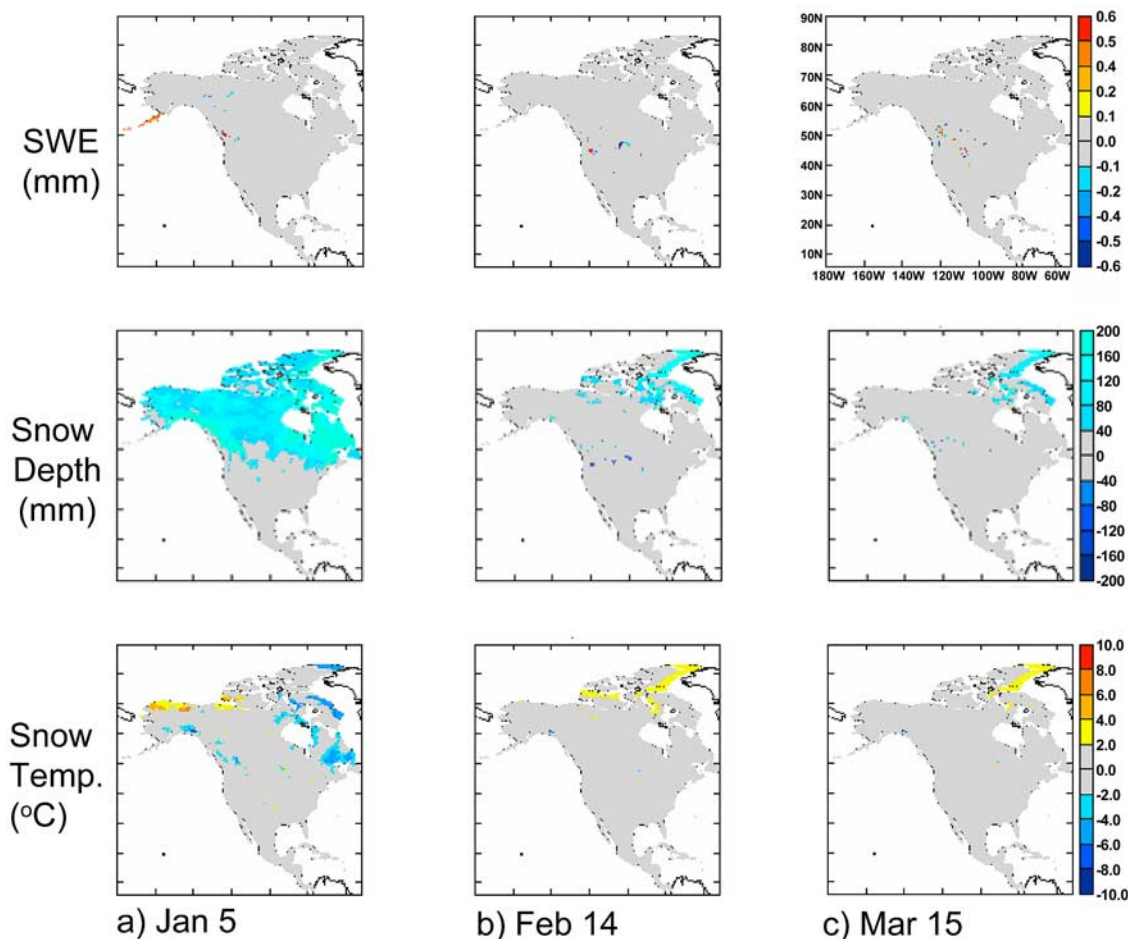 SWE
(mm)
90N
80N
70N
60N
50N
40N
30N
20N
10N
180W 160W 140W 120W 100W 80W 60W
0.6
0.5
0.4
0.2
0.1
0.0
-0.1
-0.2
-0.4
-0.5
-0.6
Snow
Depth
(mm)
200
160
120
80
40
0
-40
-80
-120
-160
-200
Snow
Temp.
(°C)
10.0
8.0
6.0
4.0
2.0
0.0
-2.0
-4.0
-6.0
-8.0
-10.0
a) Jan 5
b) Feb 14
c) Mar 15